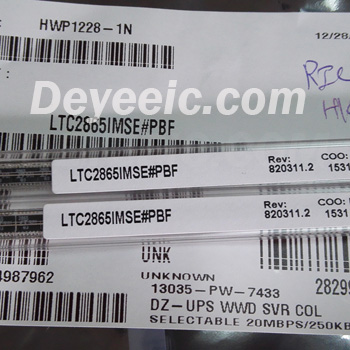 HWP1228-1N
12/28/
Deyeeic.com
LTC2865IMSE#PBF
LTC2865IMSE#PBF
Rev:
820311.2
COO:
1531
LTC2865IMSE#PBF
Rev:
820311.2
COO:
1531
UNK
4987962
UNKNOWN
13035-PW-7433
28299
DZ-UPS WWD SVR COL
SELECTABLE 20MBPS/250KB